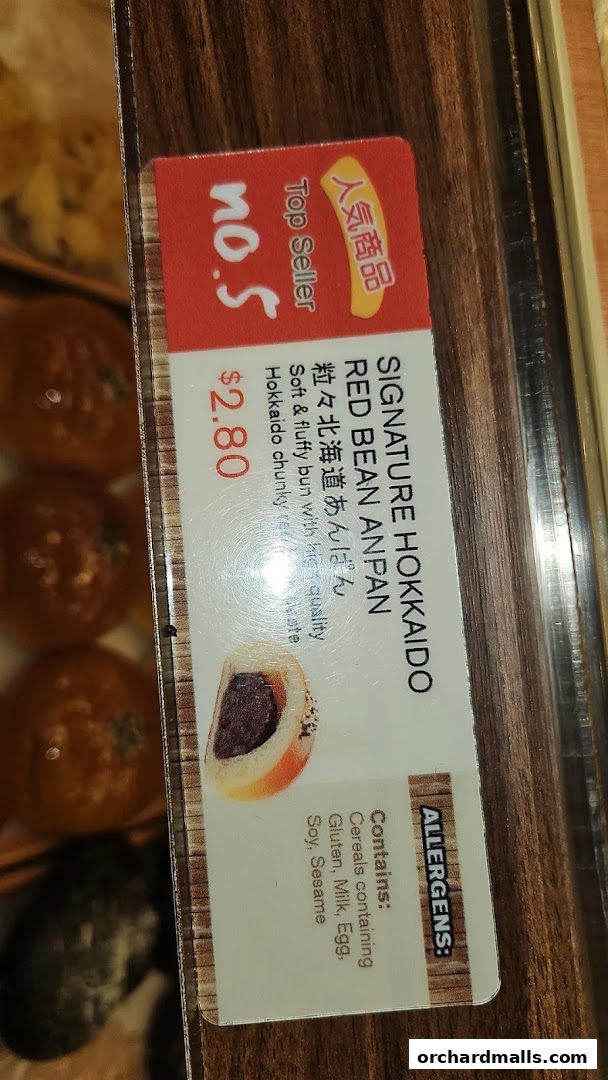 人気商品
Top Seller
no.5
SIGNATURE HOKKAIDO
RED BEAN ANPAN
粒々北海道あんぱん
Soft & fluffy bun with high quality
Hokkaido chunky red
$2.80
ALLERGENS:
Contains:
Cereals containing
Gluten, Milk, Egg,
Soy, Sesame
orchardmalls.com